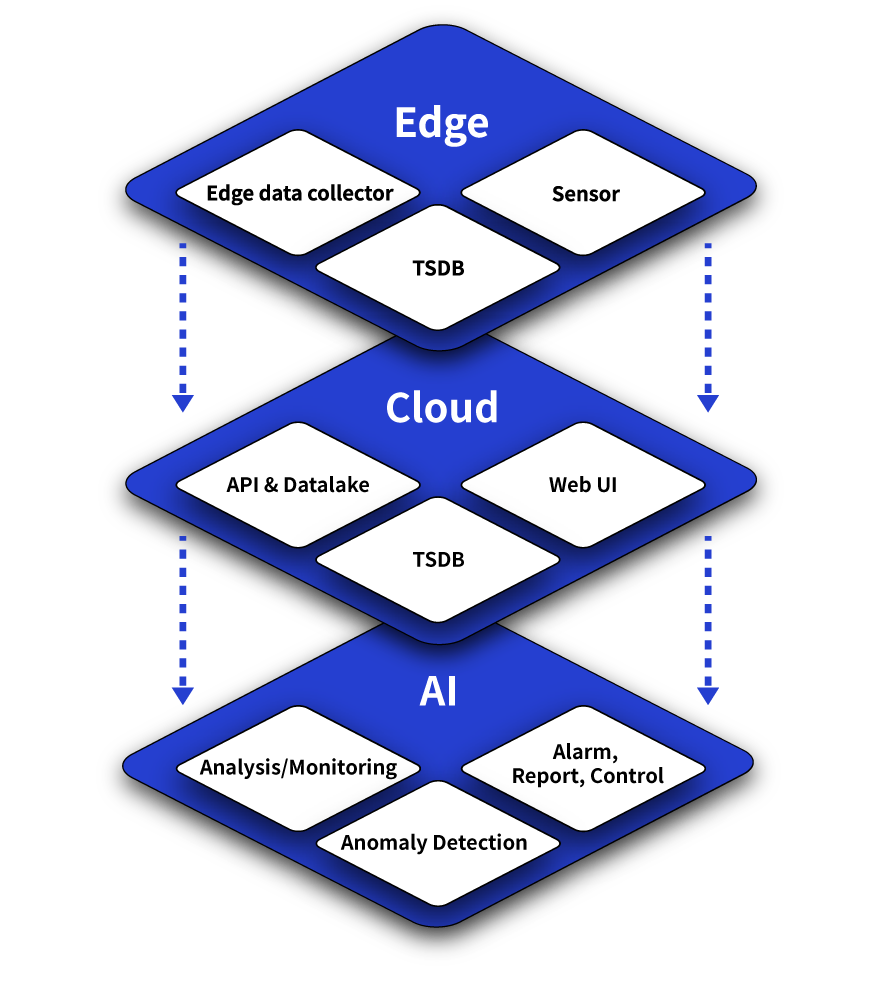 Edge
Edge data collector
Sensor
TSDB
Cloud
API & Datalake
Web UI
TSDB
AI
Analysis/Monitoring
Alarm,
Report, Control
Anomaly Detection